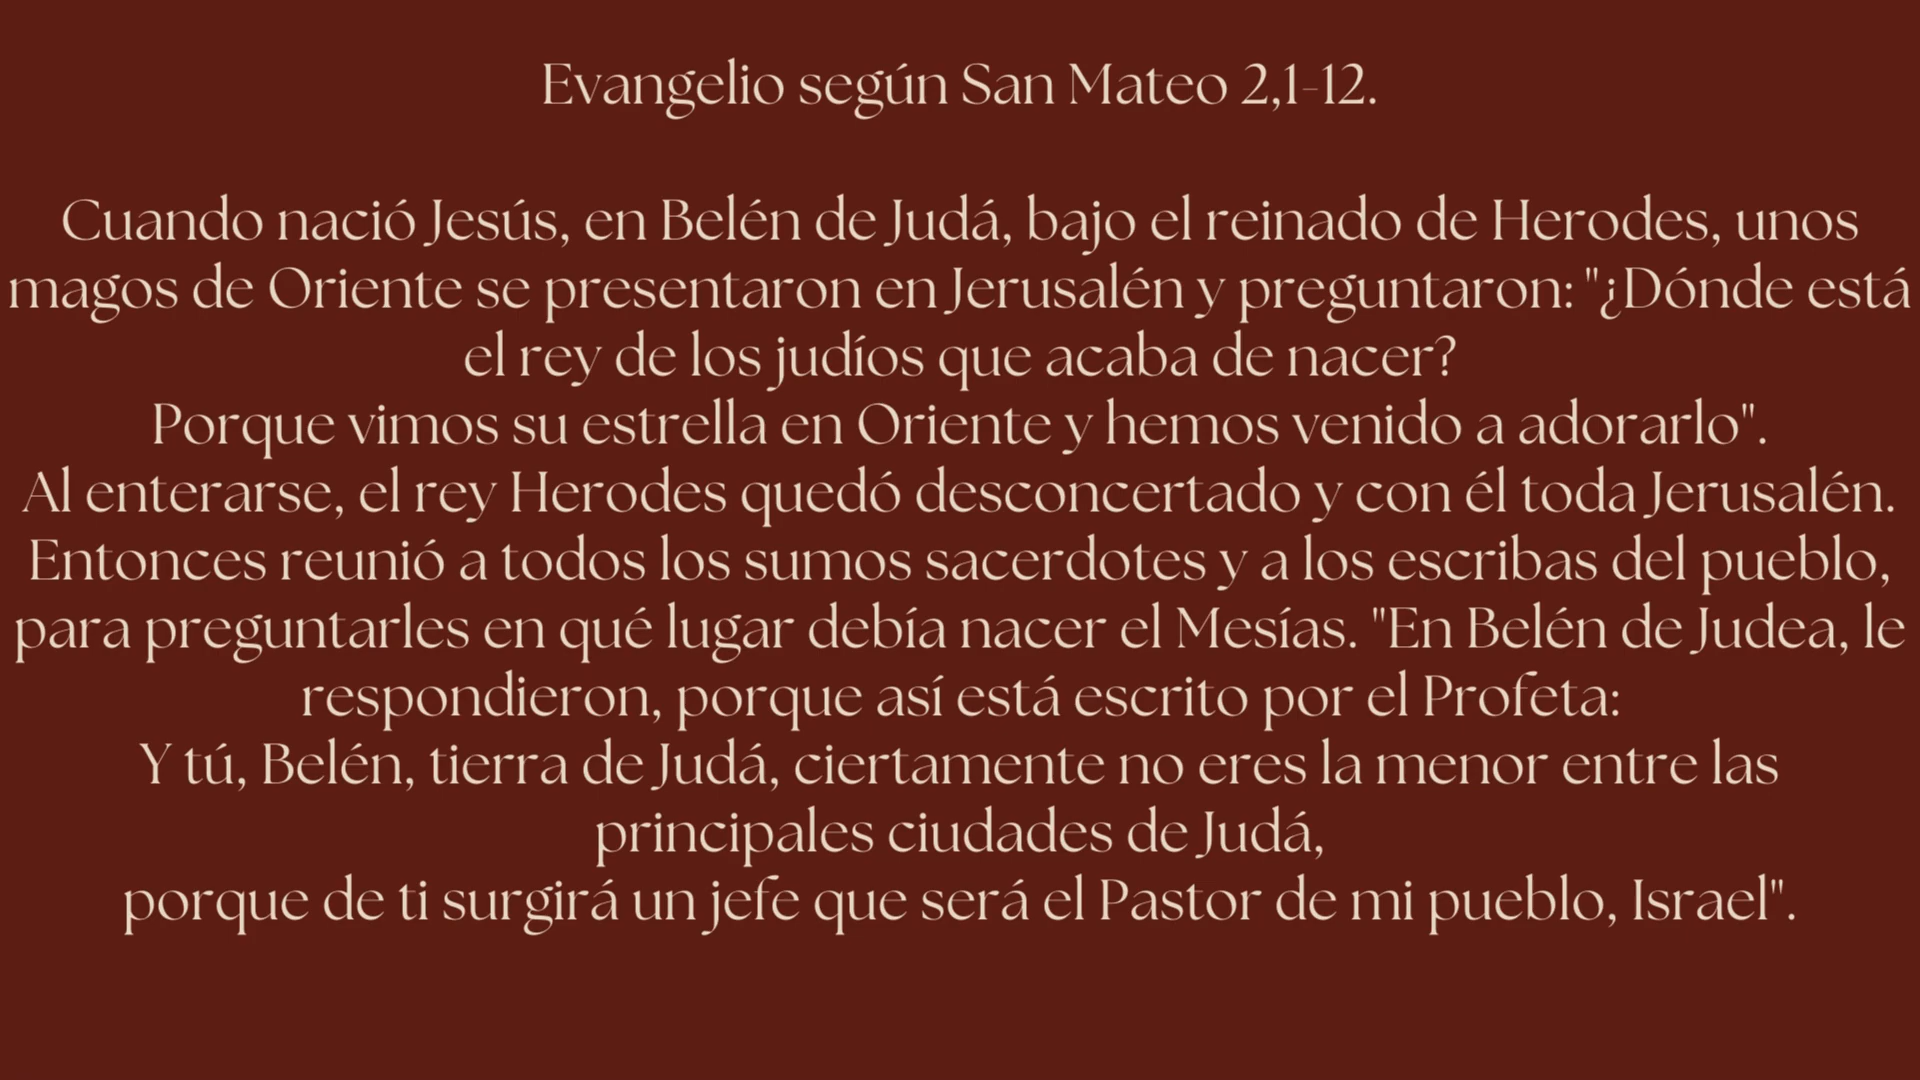 Evangelio según San Mateo 2,1-12.
Cuando nació Jesús, en Belén de Judá, bajo el reinado de Herodes, unos
magos de Oriente se presentaron en Jerusalén y preguntaron: "¿Dónde está
el rey de los judíos que acaba de nacer?
Porque vimos su estrella en Oriente y hemos venido a adorarlo".
Al enterarse, el rey Herodes quedó desconcertado y con él toda Jerusalén.
Entonces reunió a todos los sumos sacerdotes y a los escribas del pueblo,
para preguntarles en qué lugar debía nacer el Mesías. "En Belén de Judea, le
respondieron, porque así está escrito por el Profeta:
Y tú, Belén, tierra de Judá, ciertamente no eres la menor entre las
principales ciudades de Judá,
porque de ti surgirá un jefe que será el Pastor de mi pueblo, Israel".